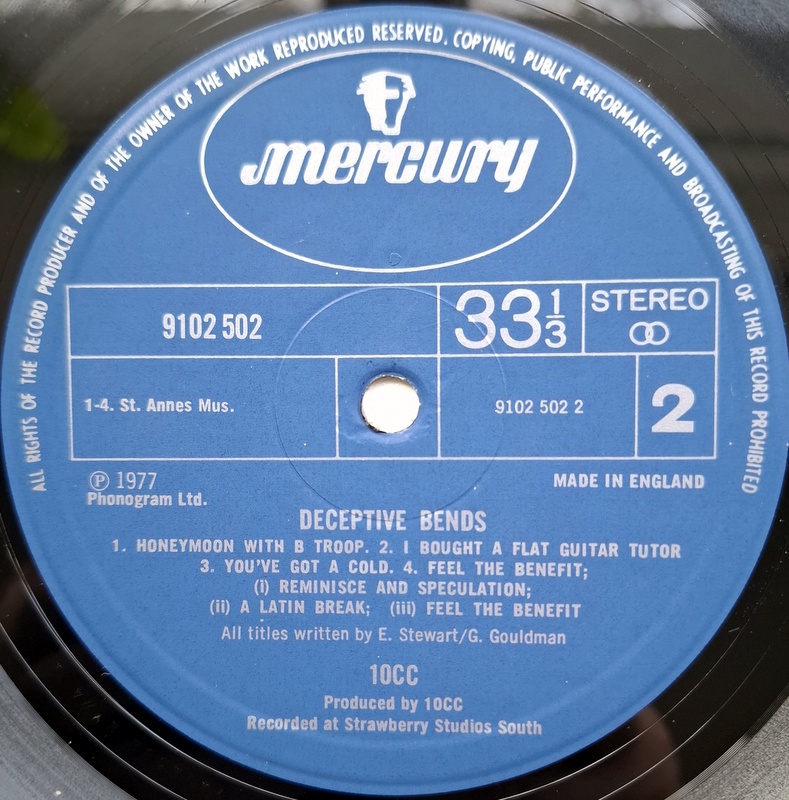 ALL RIGHTS OF THE RECORD PRODUCER AND OF THE OWNER OF THE WORK REPRODUCED RESERVED. COPYING, PUBLIC PERFORMANCE AND BROADCASTING OF THIS RECORD PROHIBITED
mercury
9102 502
33 1/3
STEREO
1-4. St. Annes Mus.
9102 502 2
2
Ⓟ 1977
Phonogram Ltd.
MADE IN ENGLAND
DECEPTIVE BENDS
1. HONEYMOON WITH B TROOP. 2. I BOUGHT A FLAT GUITAR TUTOR
3. YOU'VE GOT A COLD. 4. FEEL THE BENEFIT;
(i) REMINISCE AND SPECULATION;
(ii) A LATIN BREAK; (iii) FEEL THE BENEFIT
All titles written by E. Stewart/G. Gouldman
10CC
Produced by 10CC
Recorded at Strawberry Studios South